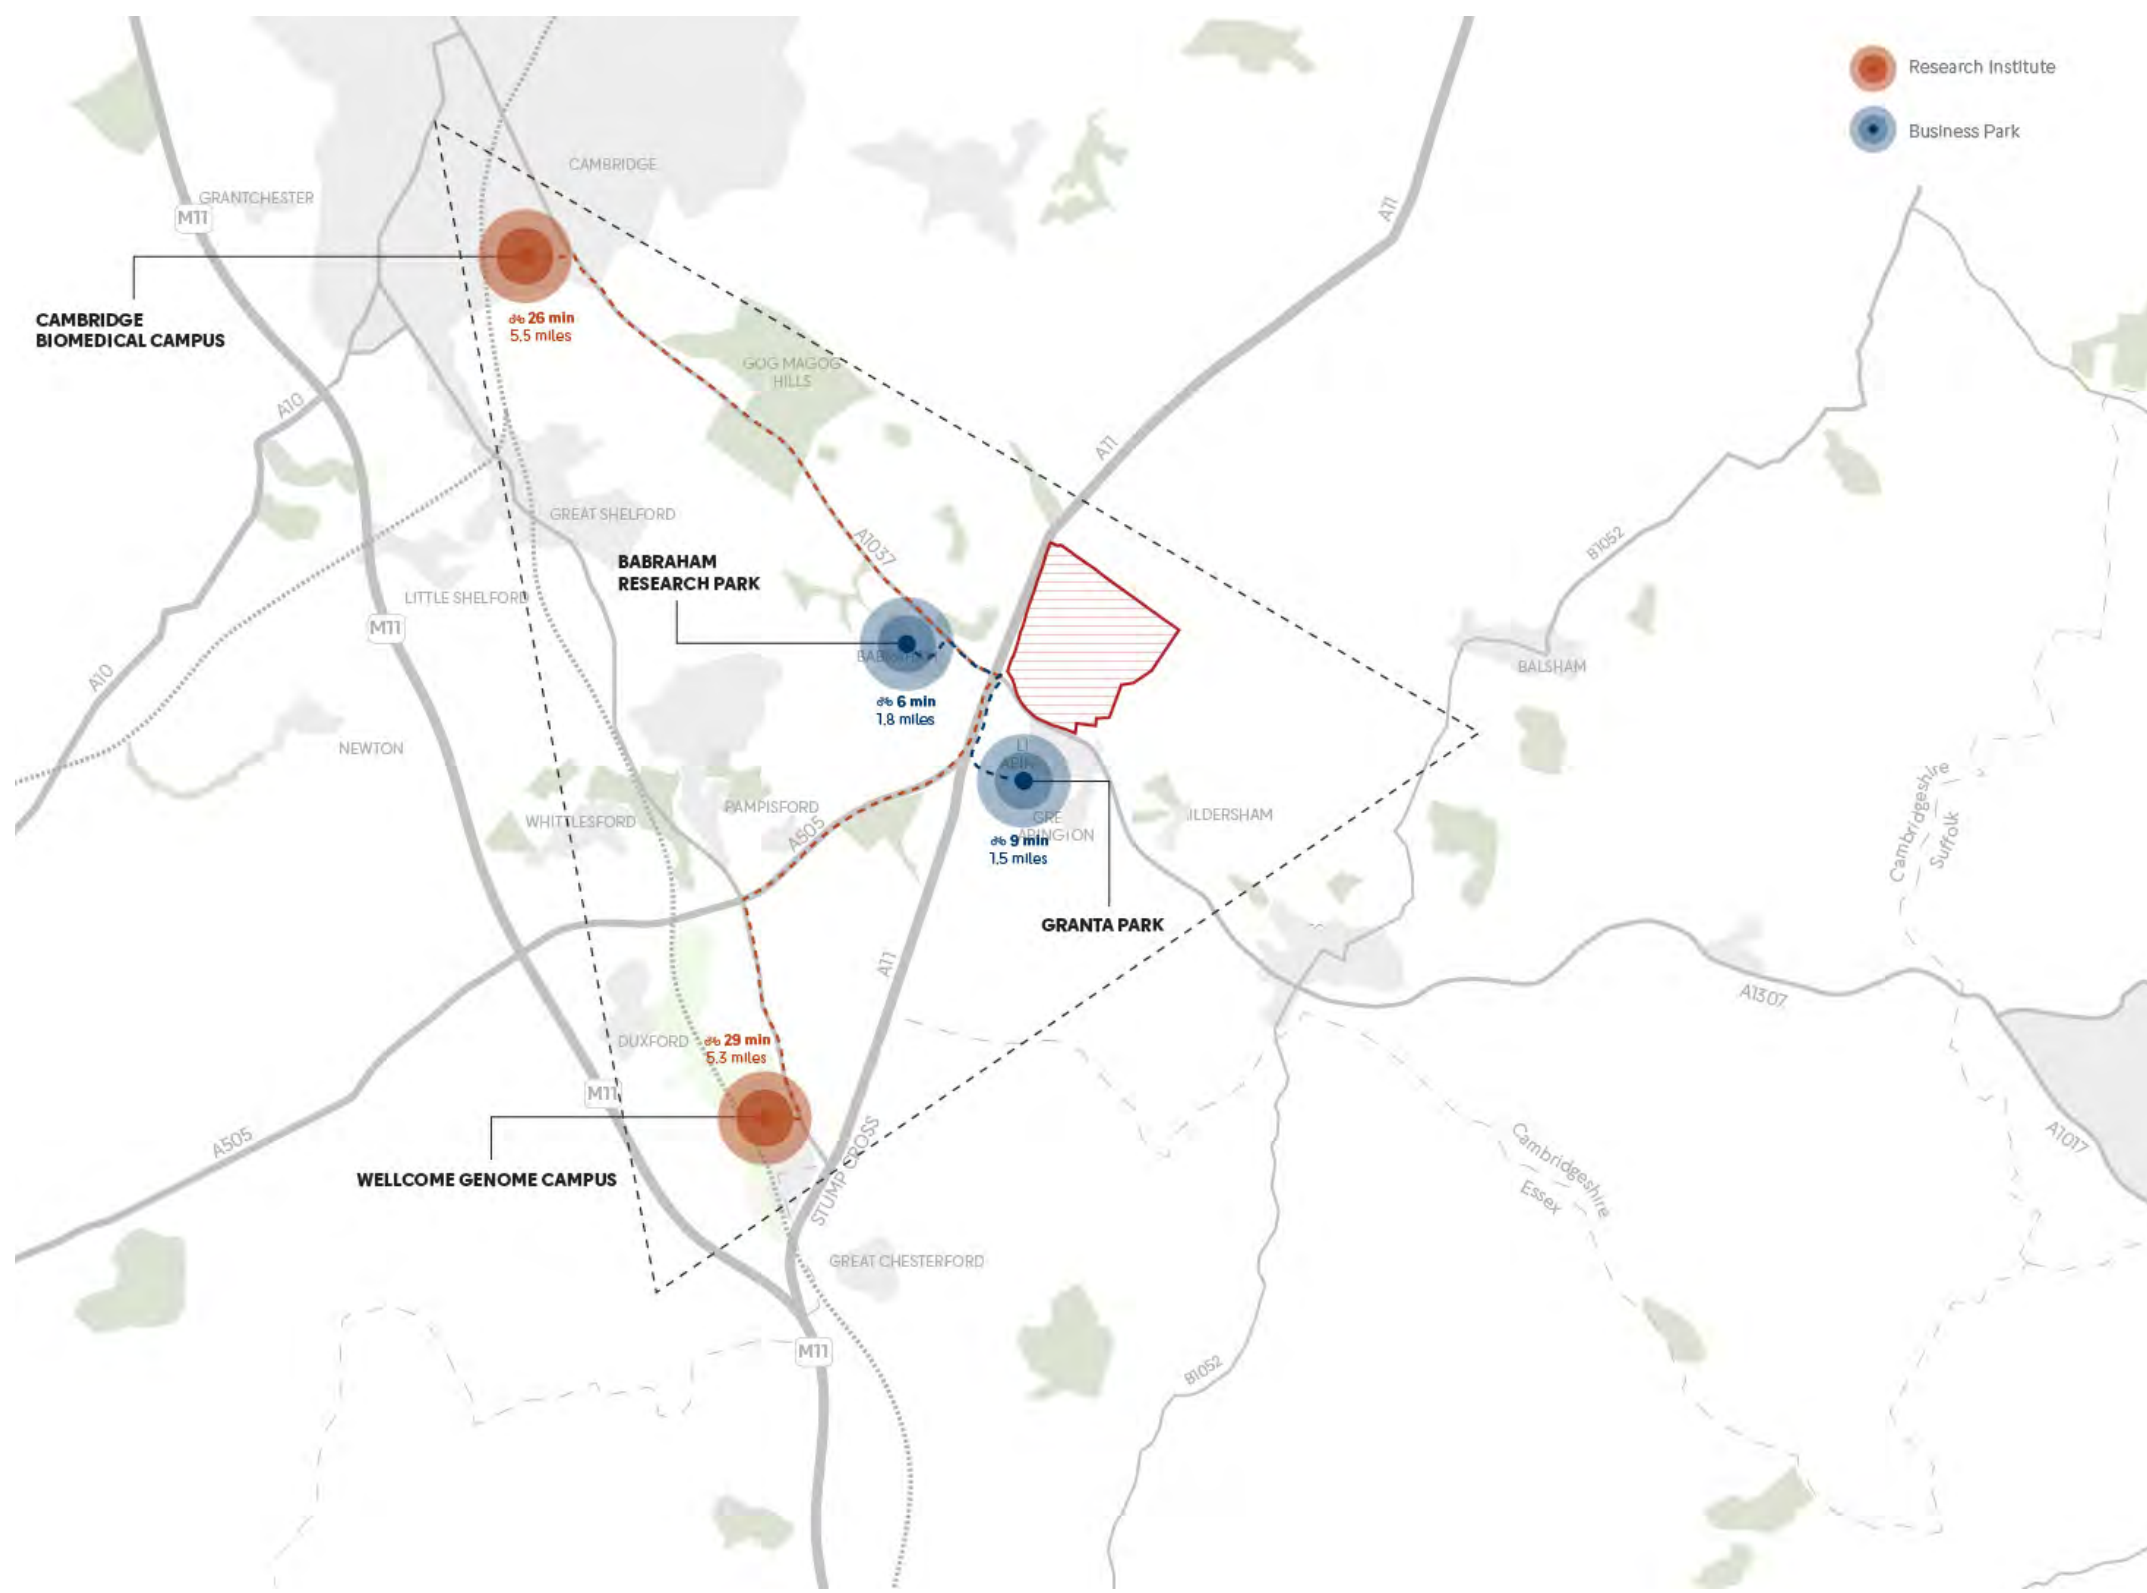 Research Institute
Business Park
CAMBRIDGE
GRANTCHESTER
M11
A11
CAMBRIDGE
BIOMEDICAL CAMPUS
26 min
5.5 miles
GOG MAGOG
HILLS
A10
A11
GREAT SHELFORD
A1037
B1052
BABRAHAM
RESEARCH PARK
LITTLE SHELFORD
M11
BALSHAM
A10
6 min
1.8 miles
NEWTON
Cambridgeshire
Suffolk
PAMPISFORD
WHITTLESFORD
A505
ILDERSHAM
GRE
ABINGTON
9 min
1.5 miles
GRANTA PARK
A11
A1307
DUXFORD
29 min
5.3 miles
M11
A505
STUMP CROSS
WELLCOME GENOME CAMPUS
Cambridgeshire
Essex
A1017
GREAT CHESTERFORD
M11
B1052